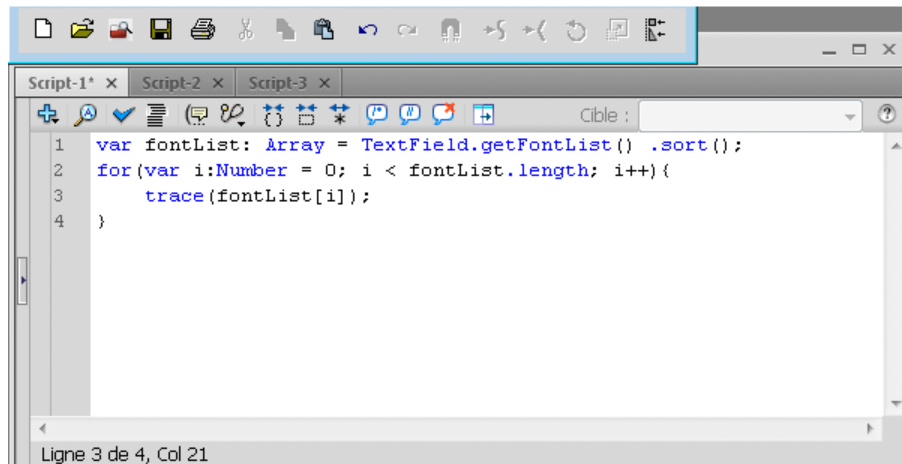 Script-1* × Script-2 × Script-3 ×
Cible :
1 var fontList: Array = TextField.getFontList() .sort();
2 for(var i:Number = 0; i < fontList.length; i++){
3 trace(fontList[i]);
4 }
Ligne 3 de 4, Col 21